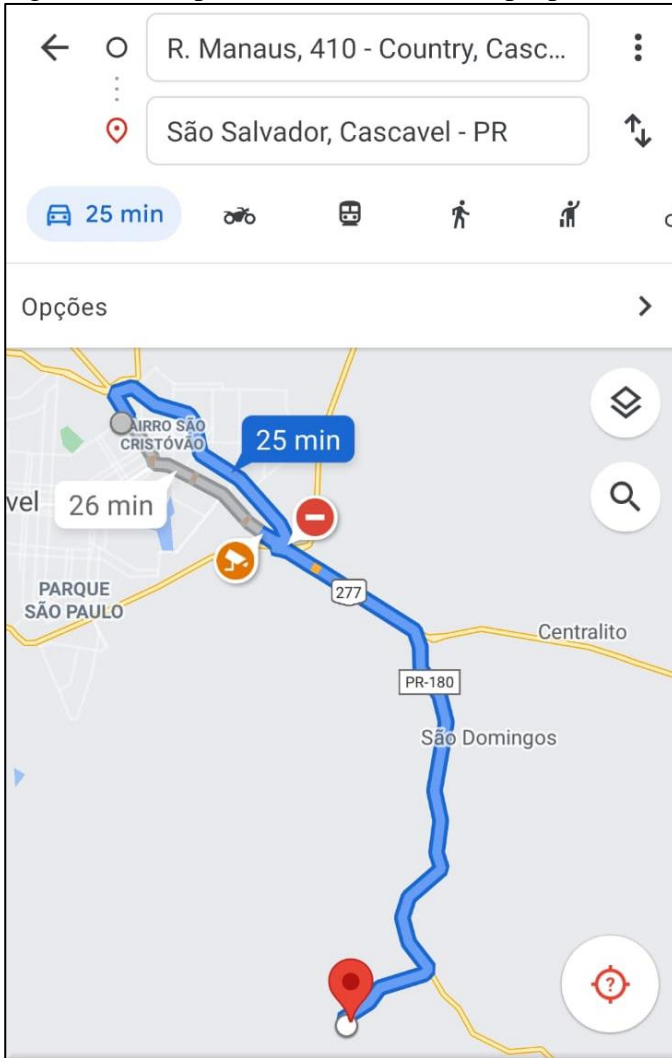 R. Manaus, 410 - Country, Casc...
São Salvador, Cascavel - PR
25 min
Opções
AIRRO SÃO
CRISTÓVÃO
25 min
vel
26 min
PARQUE
SÃO PAULO
277
Centralito
PR-180
São Domingos
?